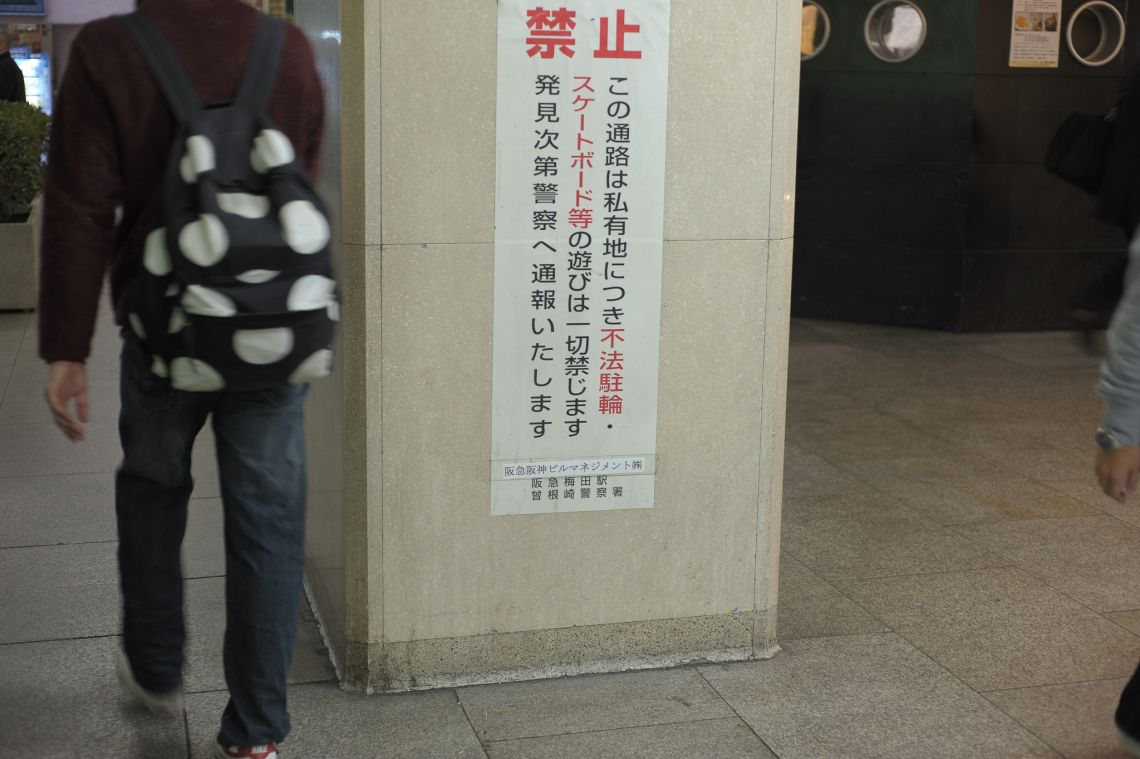 禁止
この通路は私有地につき不法駐輪・
スケートボード等の遊びは一切禁じます
発見次第警察へ通報いたします
阪急阪神ビルマネジメント㈱
阪急梅田駅
曽根崎警察署